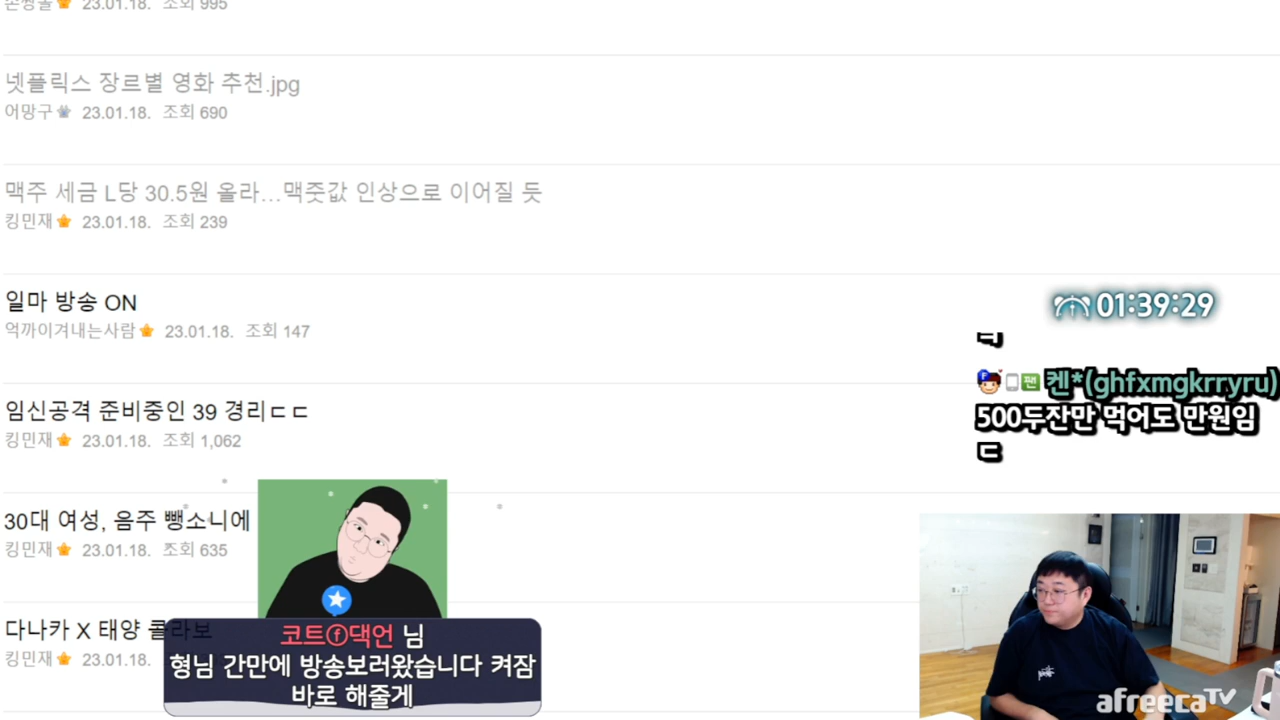 23.01.18. 조회 995
넷플릭스 장르별 영화 추천.jpg
어망구 23.01.18. 조회 690
맥주 세금 L당 30.5원 올라…맥줏값 인상으로 이어질 듯
킹민재 23.01.18. 조회 239
일마 방송 ON
억까이겨내는사람 23.01.18. 조회 147
임신공격 준비중인 39 경리ㄷㄷ
킹민재 23.01.18. 조회 1,062
30대 여성, 음주 뺑소니에
킹민재 23.01.18. 조회 635
다나카 X 태양 콜라보
킹민재 23.01.18.
코트ⓕ댁언 님
형님 간만에 방송보러왔습니다 켜잠
바로 해줄게
01:39:29
ㅋ
F 팬 켄*(ghfxmgkrryru)
500두잔만 먹어도 만원임
ㄷ
afreecaTV